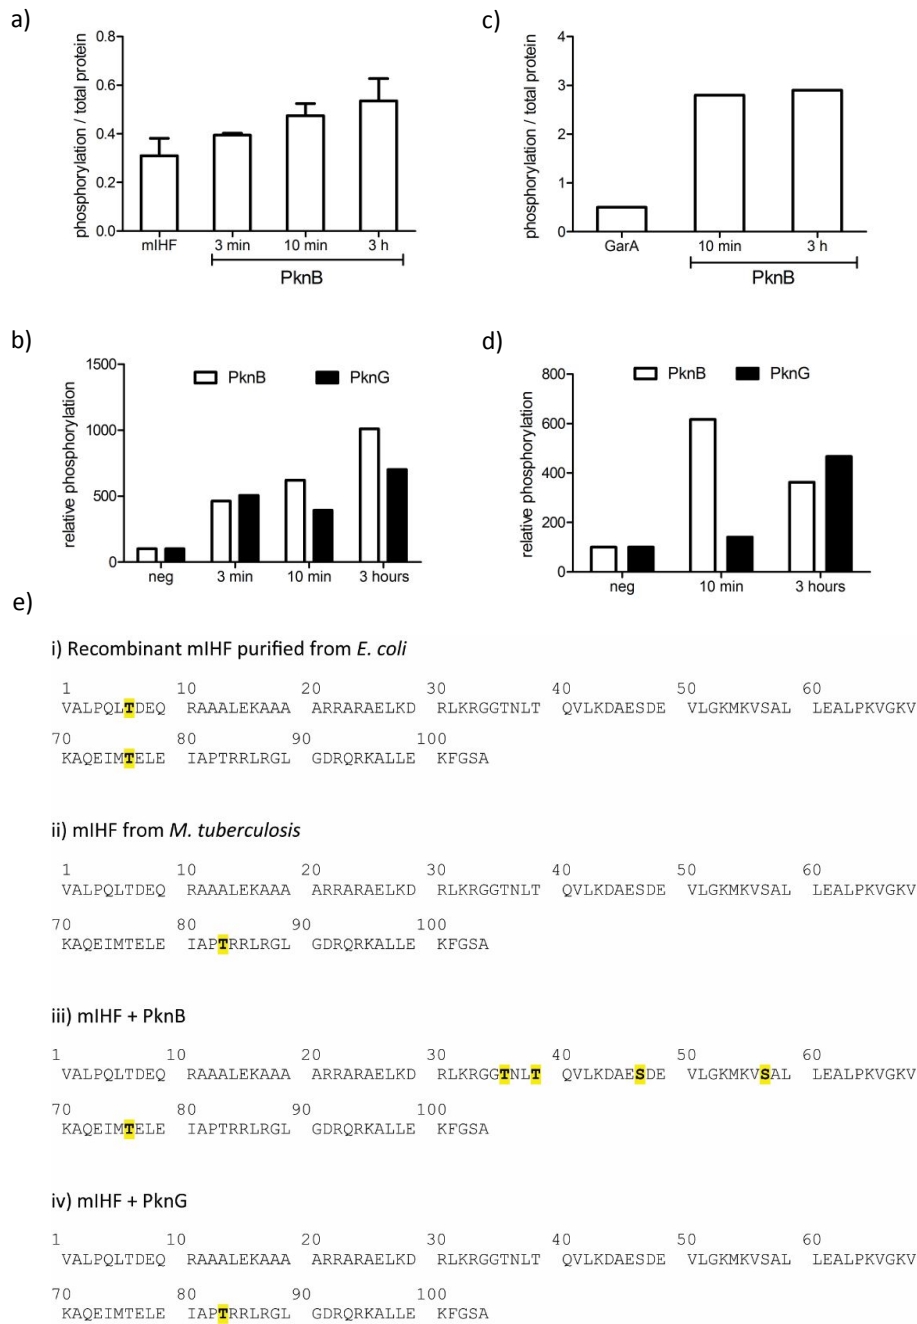 a)
phosphorylation / total protein
0.8
0.6
0.4
0.2
0.0
mIHF
3 min
10 min
3 h
PknB
c)
phosphorylation / total protein
4
3
2
1
0
GarA
10 min
3 h
PknB
b)
relative phosphorylation
1500
1000
500
0
PknB
PknG
neg
3 min
10 min
3 hours
d)
relative phosphorylation
800
600
400
200
0
PknB
PknG
neg
10 min
3 hours
e)
i) Recombinant mIHF purified from E. coli
1 10 20 30 40 50 60
VALPQLTDEQ RAAALEKAAA ARRARAELKD RLKRGGTNLT QVLKDAESDE VLGKMKVSAL LEALPKVGKV
70 80 90 100
KAQEIMTELE IAPTRRLRGL GDRQRKALLE KFGSA
ii) mIHF from M. tuberculosis
1 10 20 30 40 50 60
VALPQLTDEQ RAAALEKAAA ARRARAELKD RLKRGGTNLT QVLKDAESDE VLGKMKVSAL LEALPKVGKV
70 80 90 100
KAQEIMTELE IAPTRRLRGL GDRQRKALLE KFGSA
iii) mIHF + PknB
1 10 20 30 40 50 60
VALPQLTDEQ RAAALEKAAA ARRARAELKD RLKRGGTNLT QVLKDAESDE VLGKMKVSAL LEALPKVGKV
70 80 90 100
KAQEIMTELE IAPTRRLRGL GDRQRKALLE KFGSA
iv) mIHF + PknG
1 10 20 30 40 50 60
VALPQLTDEQ RAAALEKAAA ARRARAELKD RLKRGGTNLT QVLKDAESDE VLGKMKVSAL LEALPKVGKV
70 80 90 100
KAQEIMTELE IAPTRRLRGL GDRQRKALLE KFGSA